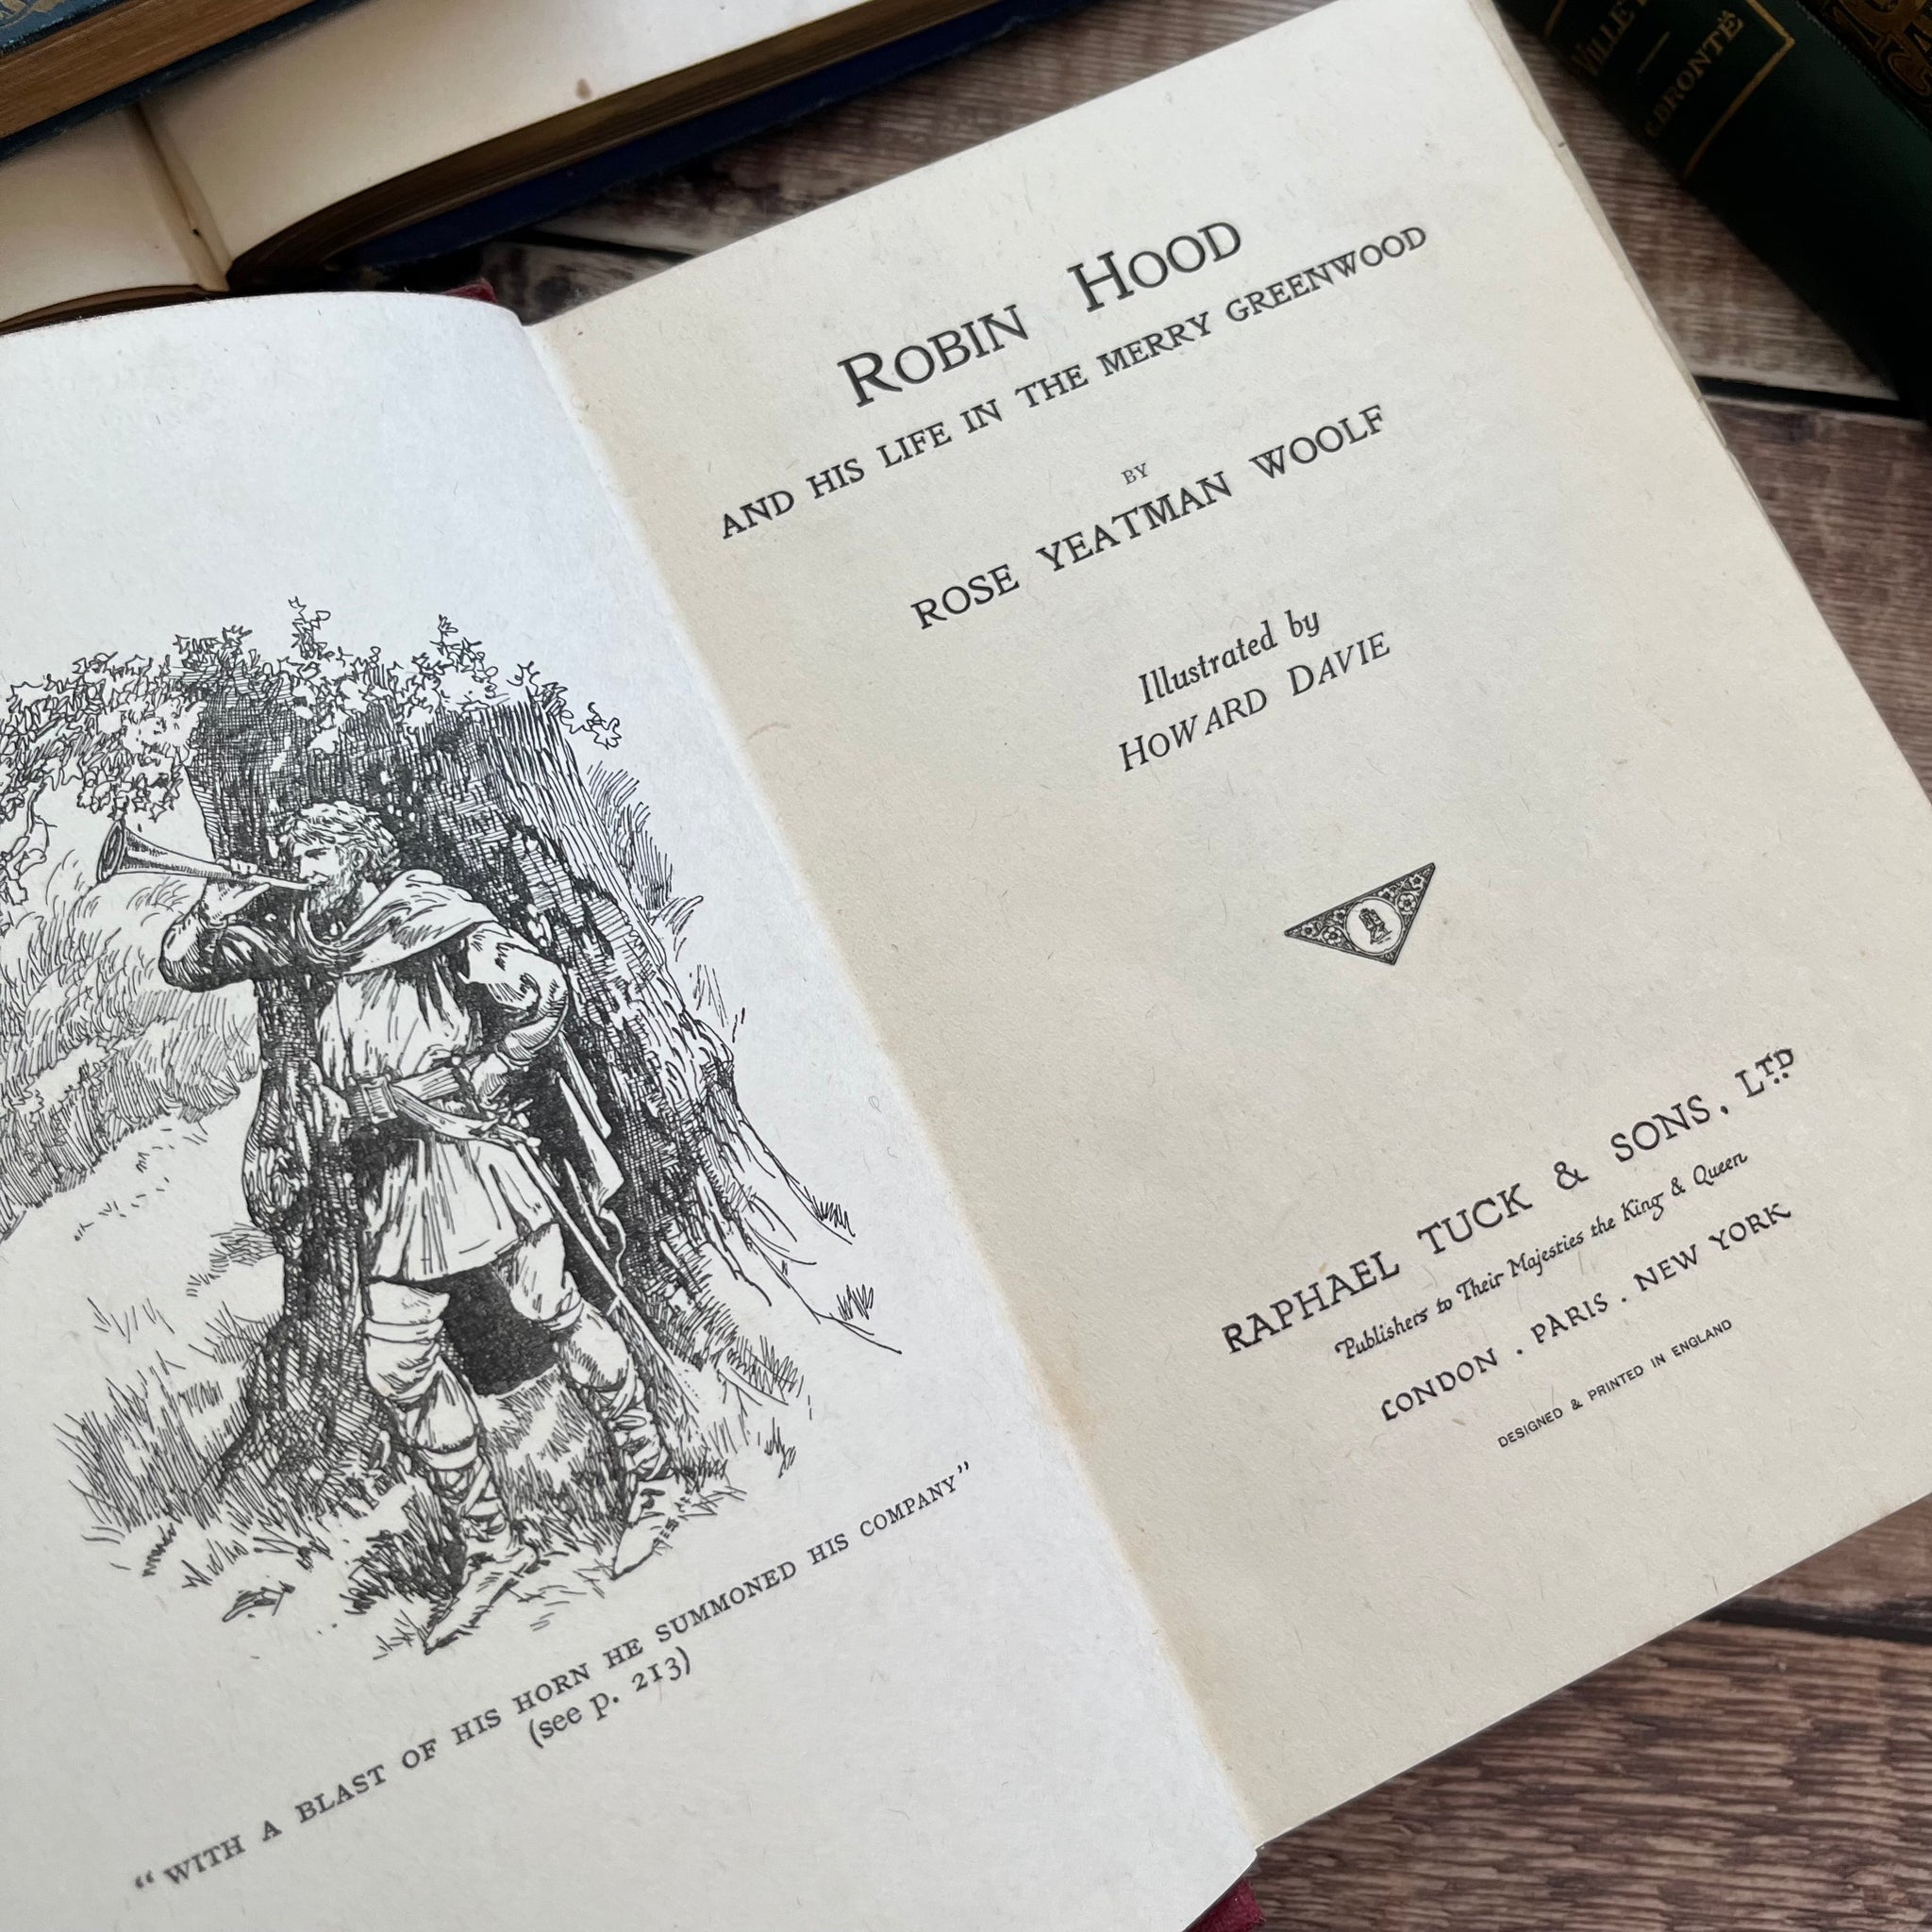 "WITH A BLAST OF HIS HORN HE SUMMONED HIS COMPANY"
(see p. 213)
ROBIN HOOD
AND HIS LIFE IN THE MERRY GREENWOOD
BY
ROSE YEATMAN WOOLF
Illustrated by
HOWARD DAVIE
RAPHAEL TUCK & SONS, LTD
Publishers to Their Majesties the King & Queen
LONDON . PARIS . NEW YORK
DESIGNED & PRINTED IN ENGLAND
C. BRONTË